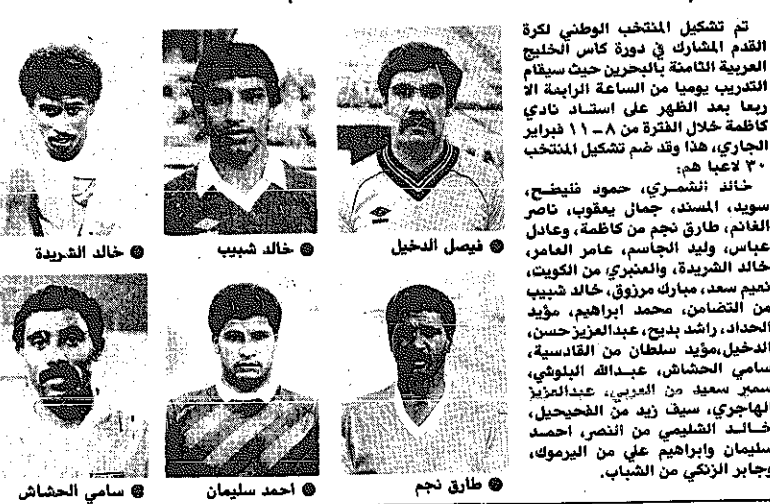 تم تشكيل المنتخب الوطني لكرة
القدم المشارك في دورة كاس الخليج
العربية الثامنة بالبحرين حيث سيقام
التدريب يوميا من الساعة الرابعة الا
ربعا بعد الظهر على استاد نادي
كاظمة خلال الفترة من ٨ – ١١ فبراير
الجاري، هذا وقد ضم تشكيل المنتخب
٣٠ لاعبا هم:
خالد الشمري، حمود فليضح،
سويد، المسند، جمال يعقوب، ناصر
الغانم، طارق نجم من كاظمة، وعادل
عباس، وليد الجاسم، عامر العامر،
خالد الشريدة، والعنبري من الكويت،
نعيم سعد، مبارك مرزوق، خالد شبيب
من التضامن، محمد ابراهيم، مؤيد
الحداد، راشد بديح، عبدالعزيز حسن،
الدخيل، مؤيد سلطان من القادسية،
سامي الحشاش، عبدالله البلوشي،
سمير سعيد من العربي، عبدالعزيز
الهاجري، سيف زيد من الفحيحيل،
خالد الشليمي من النصر، احمد
سليمان وابراهيم علي من اليرموك،
وجابر الزنكي من الشباب.
فيصل الدخيل
خالد شبيب
خالد الشريدة
طارق نجم
احمد سليمان
سامي الحشاش